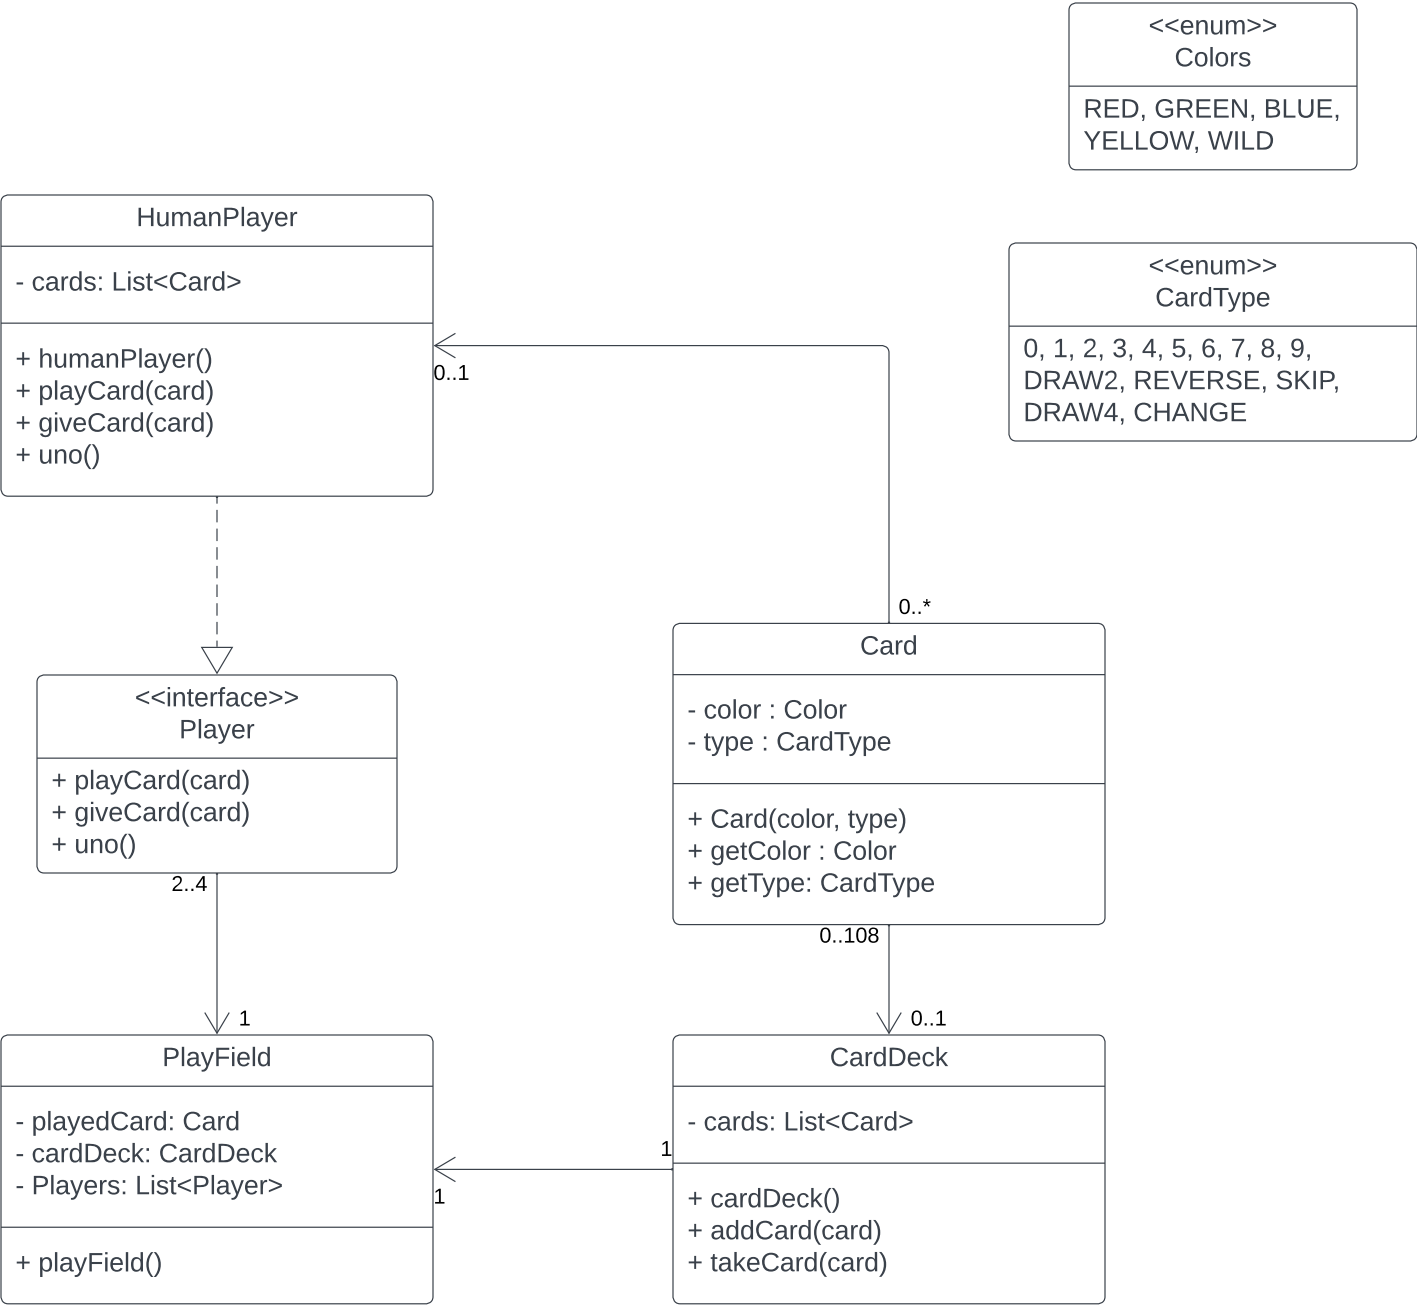 <<enum>>
Colors
RED, GREEN, BLUE,
YELLOW, WILD
HumanPlayer
- cards: List<Card>
+ humanPlayer()
+ playCard(card)
+ giveCard(card)
+ uno()
<<enum>>
CardType
0, 1, 2, 3, 4, 5, 6, 7, 8, 9,
DRAW2, REVERSE, SKIP,
DRAW4, CHANGE
0..1
0..*
Card
- color : Color
- type : CardType
+ Card(color, type)
+ getColor : Color
+ getType: CardType
<<interface>>
Player
+ playCard(card)
+ giveCard(card)
+ uno()
2..4
0..108
1
0..1
PlayField
- playedCard: Card
- cardDeck: CardDeck
- Players: List<Player>
+ playField()
1
1
CardDeck
- cards: List<Card>
+ cardDeck()
+ addCard(card)
+ takeCard(card)